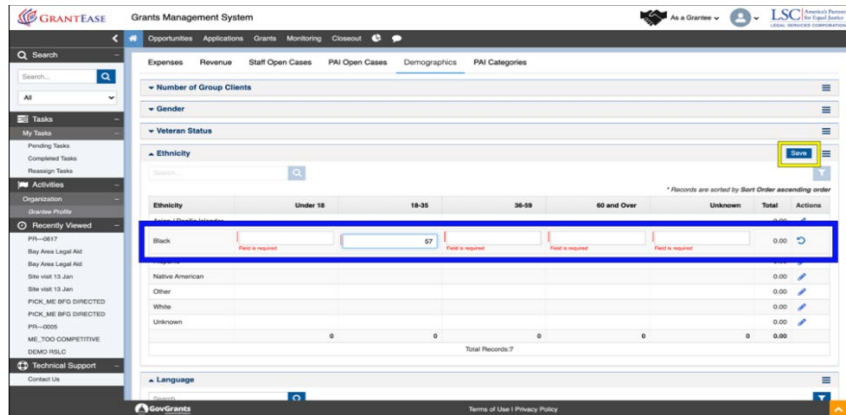 GRANTEASE
Grants Management System
As a Grantee
LSC America's Partner for Equal Justice
LEGAL SERVICES CORPORATION
Opportunities Applications Grants Monitoring Closeout
Search
Search...
All
Tasks
My Tasks
Pending Tasks
Completed Tasks
Reassign Tasks
Activities
Organization
Grantee Profile
Recently Viewed
PR--0617
Bay Area Legal Aid
Bay Area Legal Aid
Site visit 13 Jan
Site visit 13 Jan
PICK_ME BFG DIRECTED
PICK_ME BFG DIRECTED
PR--0005
ME_TOO COMPETITIVE
DEMO RSLC
Technical Support
Contact Us
Expenses Revenue Staff Open Cases PAI Open Cases Demographics PAI Categories
Number of Group Clients
Gender
Veteran Status
Ethnicity Save
Search...
* Records are sorted by Sort Order ascending order
Ethnicity Under 18 18-35 36-59 60 and Over Unknown Total Actions
Asian / Pacific Islander 0.00
Black 57 0.00
Field is required Field is required Field is required Field is required
Native American 0.00
Other 0.00
White 0.00
Unknown 0.00
0 0 0 0 0 0.00
Total Records:7
Language
Search...
GovGrants
Terms of Use | Privacy Policy